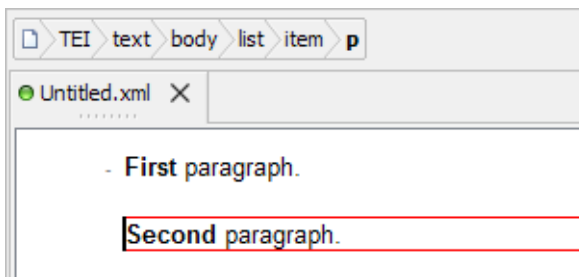 TEI text body list item p
Untitled.xml
- First paragraph.
Second paragraph.